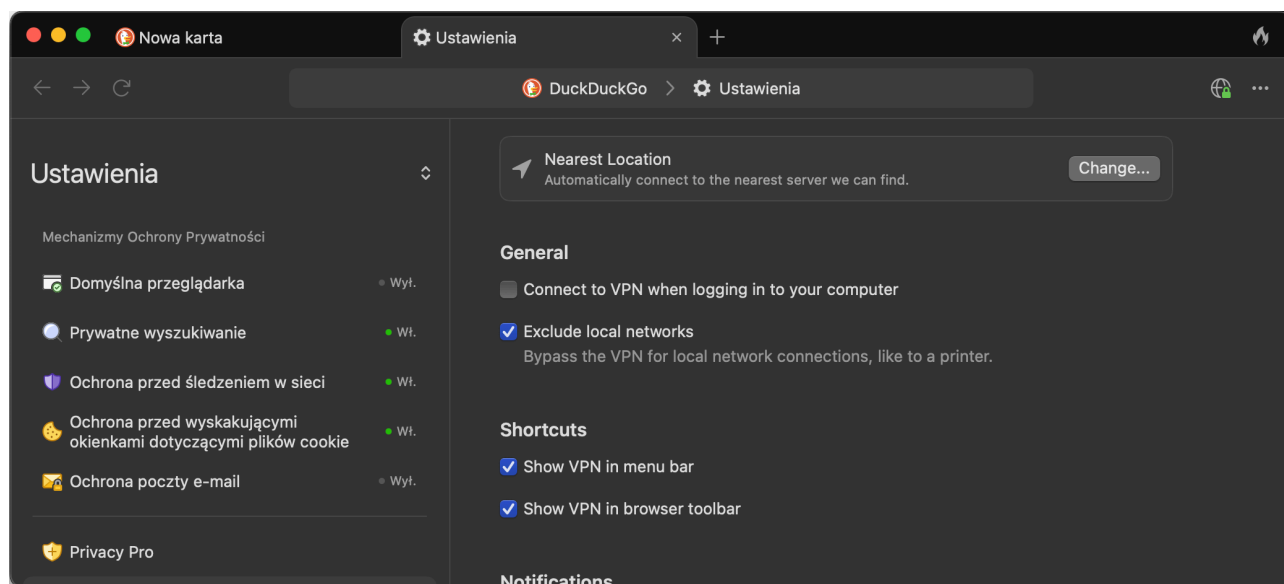 Nowa karta
Ustawienia
DuckDuckGo
Ustawienia
Ustawienia
Mechanizmy Ochrony Prywatności
Domyślna przeglądarka
Wył.
Prywatne wyszukiwanie
Wł.
Ochrona przed śledzeniem w sieci
Wł.
Ochrona przed wyskakującymi
okienkami dotyczącymi plików cookie
Wł.
Ochrona poczty e-mail
Wył.
Privacy Pro
Nearest Location
Automatically connect to the nearest server we can find.
Change...
General
Connect to VPN when logging in to your computer
Exclude local networks
Bypass the VPN for local network connections, like to a printer.
Shortcuts
Show VPN in menu bar
Show VPN in browser toolbar
Notifications